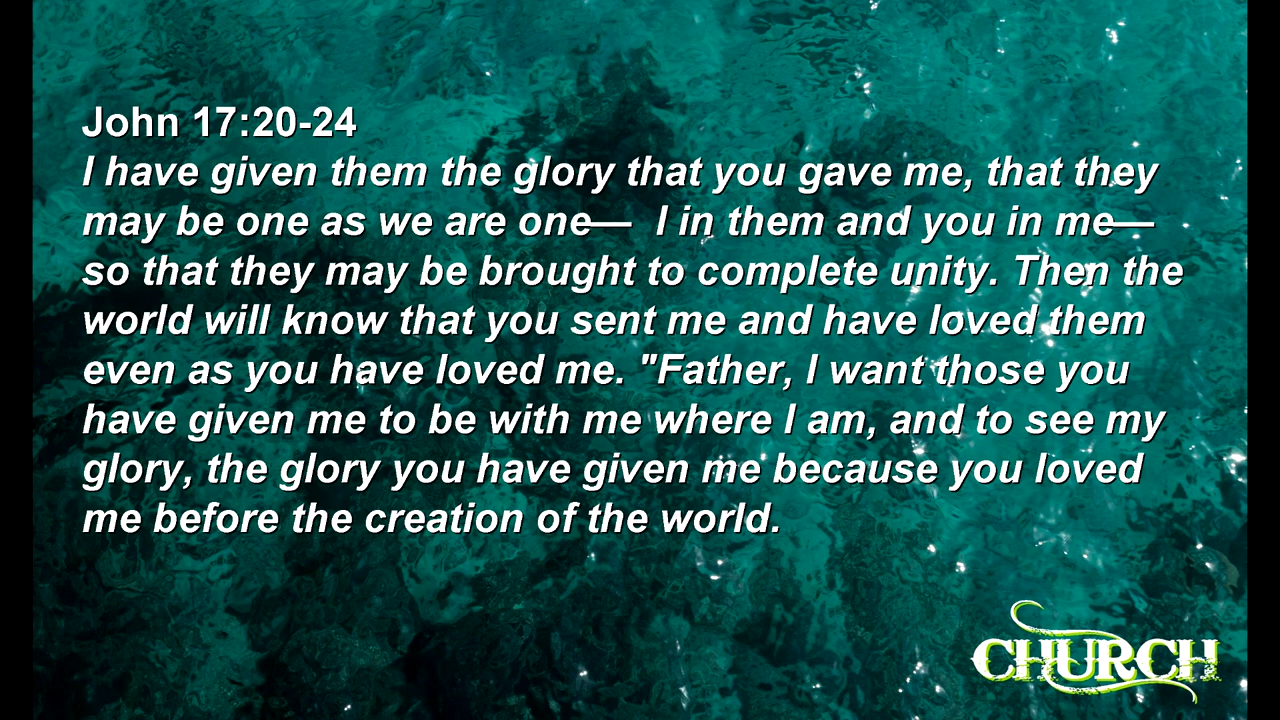 John 17:20-24
I have given them the glory that you gave me, that they
may be one as we are one—  I in them and you in me—
so that they may be brought to complete unity. Then the
world will know that you sent me and have loved them
even as you have loved me. "Father, I want those you
have given me to be with me where I am, and to see my
glory, the glory you have given me because you loved
me before the creation of the world.
CHURCH